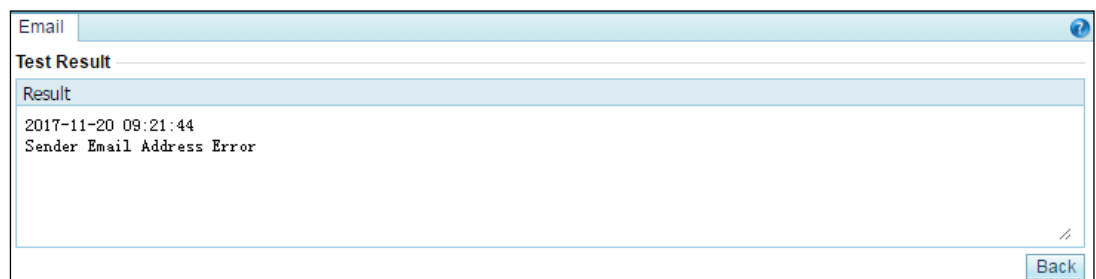 Email
Test Result
Result
2017-11-20 09:21:44
Sender Email Address Error
Back